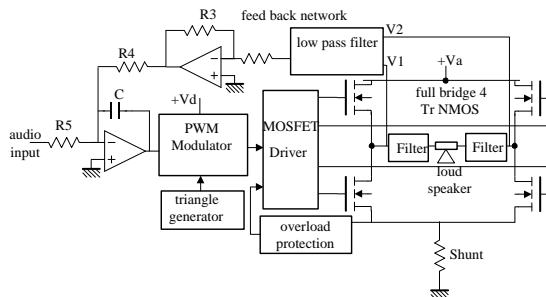 R3
feed back network
V2
R4
low pass filter
V1
+Va
-
+
full bridge 4
Tr NMOS
C
+Vd
R5
audio
input
-
+
PWM
Modulator
MOSFET
Driver
Filter
Filter
loud
speaker
triangle
generator
overload
protection
Shunt